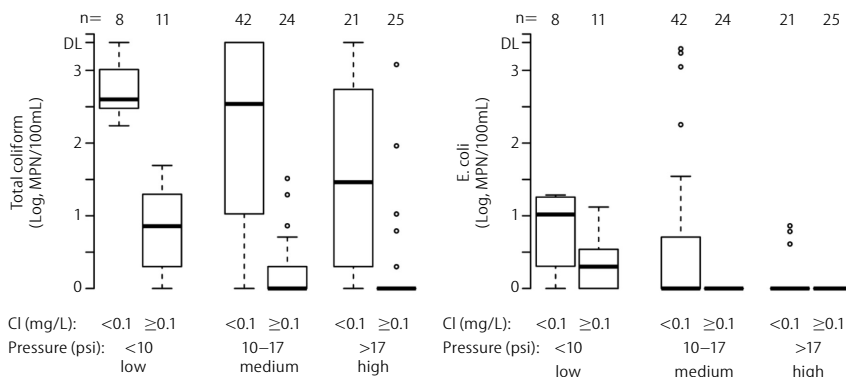 n= 8 11 42 24 21 25
DL
3
2
1
0
Total coliform
(Log, MPN/100mL)
Cl (mg/L): <0.1 ≥0.1 <0.1 ≥0.1 <0.1 ≥0.1
Pressure (psi): <10 10–17 >17
low medium high
n= 8 11 42 24 21 25
DL
3
2
1
0
E. coli
(Log, MPN/100mL)
Cl (mg/L): <0.1 ≥0.1 <0.1 ≥0.1 <0.1 ≥0.1
Pressure (psi): <10 10–17 >17
low medium high